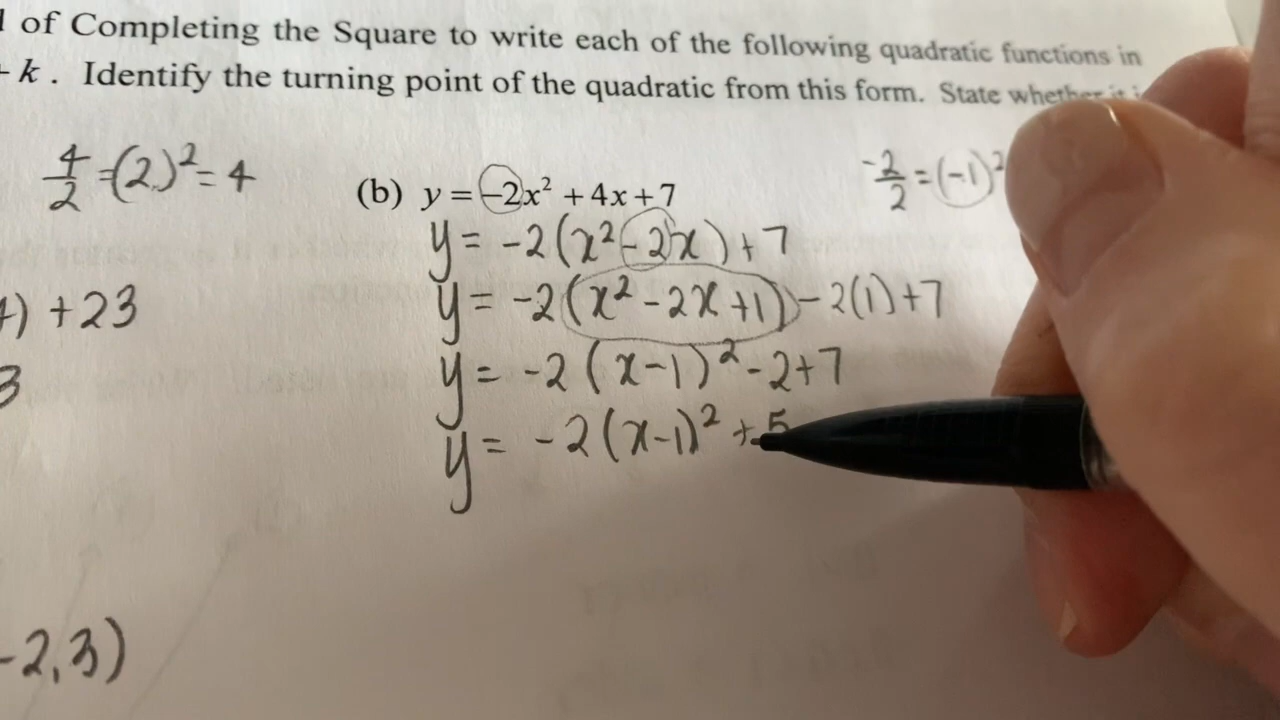 of Completing the Square to write each of the following quadratic functions in
- k . Identify the turning point of the quadratic from this form. State whether it i
4/2 = (2)² = 4
(b) y = -2x² + 4x + 7
-2/2 = (-1)²
y = -2(x² - 2x) + 7
) + 23
y = -2(x² - 2x + 1) - 2(1) + 7
3
y = -2(x - 1)² - 2 + 7
y = -2(x - 1)² + 5
-2, 3)